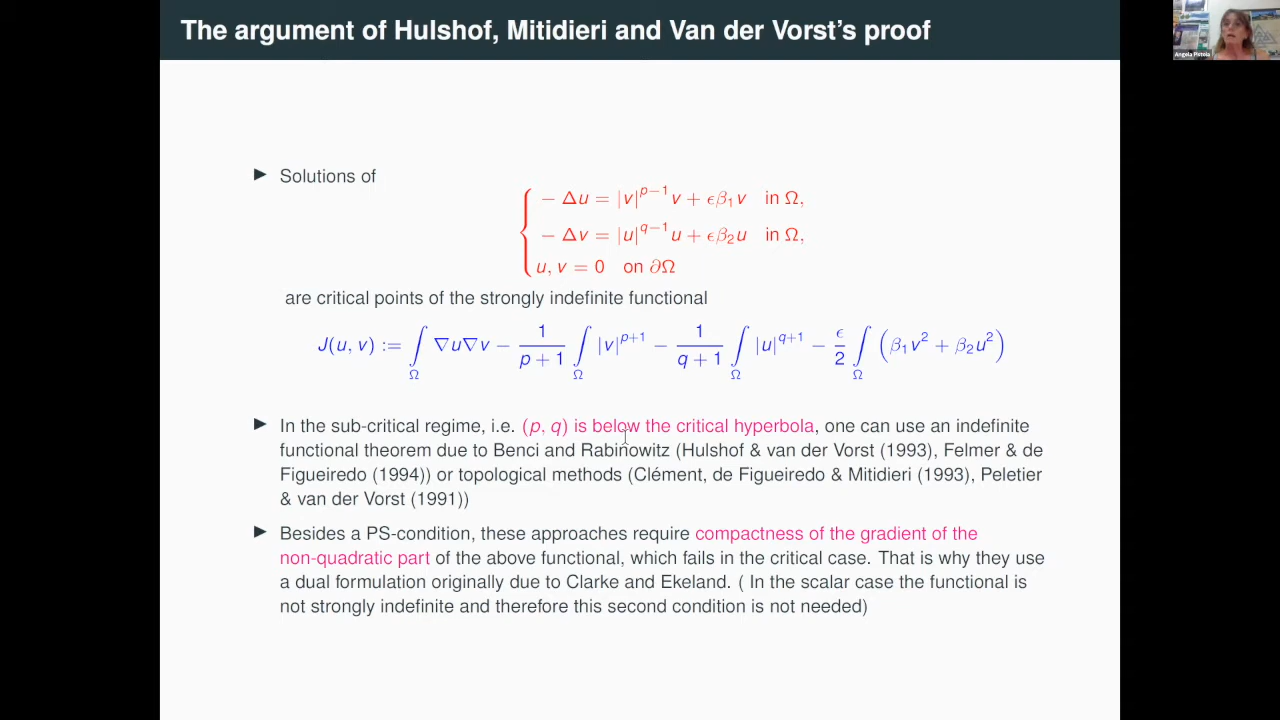 The argument of Hulshof, Mitidieri and Van der Vorst's proof
Angela Pistoia
▶ Solutions of
− Δu = |v|^{p−1}v + ϵβ₁v in Ω,
− Δv = |u|^{q−1}u + ϵβ₂u in Ω,
u, v = 0 on ∂Ω
are critical points of the strongly indefinite functional
J(u, v) := ∫_Ω ∇u∇v − 1/(p + 1) ∫_Ω |v|^{p+1} − 1/(q + 1) ∫_Ω |u|^{q+1} − ϵ/2 ∫_Ω (β₁v² + β₂u²)
▶ In the sub-critical regime, i.e. (p, q) is below the critical hyperbola, one can use an indefinite
functional theorem due to Benci and Rabinowitz (Hulshof & van der Vorst (1993), Felmer & de
Figueiredo (1994)) or topological methods (Clément, de Figueiredo & Mitidieri (1993), Peletier
& van der Vorst (1991))
▶ Besides a PS-condition, these approaches require compactness of the gradient of the
non-quadratic part of the above functional, which fails in the critical case. That is why they use
a dual formulation originally due to Clarke and Ekeland. ( In the scalar case the functional is
not strongly indefinite and therefore this second condition is not needed)